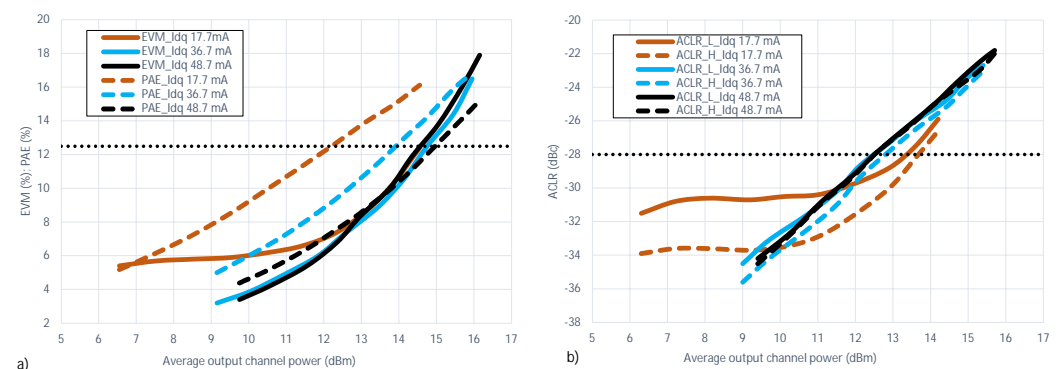 20
18
16
14
12
10
8
6
4
2
EVM (%); PAE (%)
EVM_Idq 17.7mA
EVM_Idq 36.7 mA
EVM_Idq 48.7 mA
PAE_Idq 17.7 mA
PAE_Idq 36.7 mA
PAE_Idq 48.7 mA
5 6 7 8 9 10 11 12 13 14 15 16 17
Average output channel power (dBm)
a)
-20
-22
-24
-26
-28
-30
-32
-34
-36
-38
ACLR (dBc)
ACLR_L_Idq 17.7 mA
ACLR_H_Idq 17.7 mA
ACLR_L_Idq 36.7 mA
ACLR_H_Idq 36.7 mA
ACLR_L_Idq 48.7 mA
ACLR_H_Idq 48.7 mA
5 6 7 8 9 10 11 12 13 14 15 16 17
Average output channel power (dBm)
b)